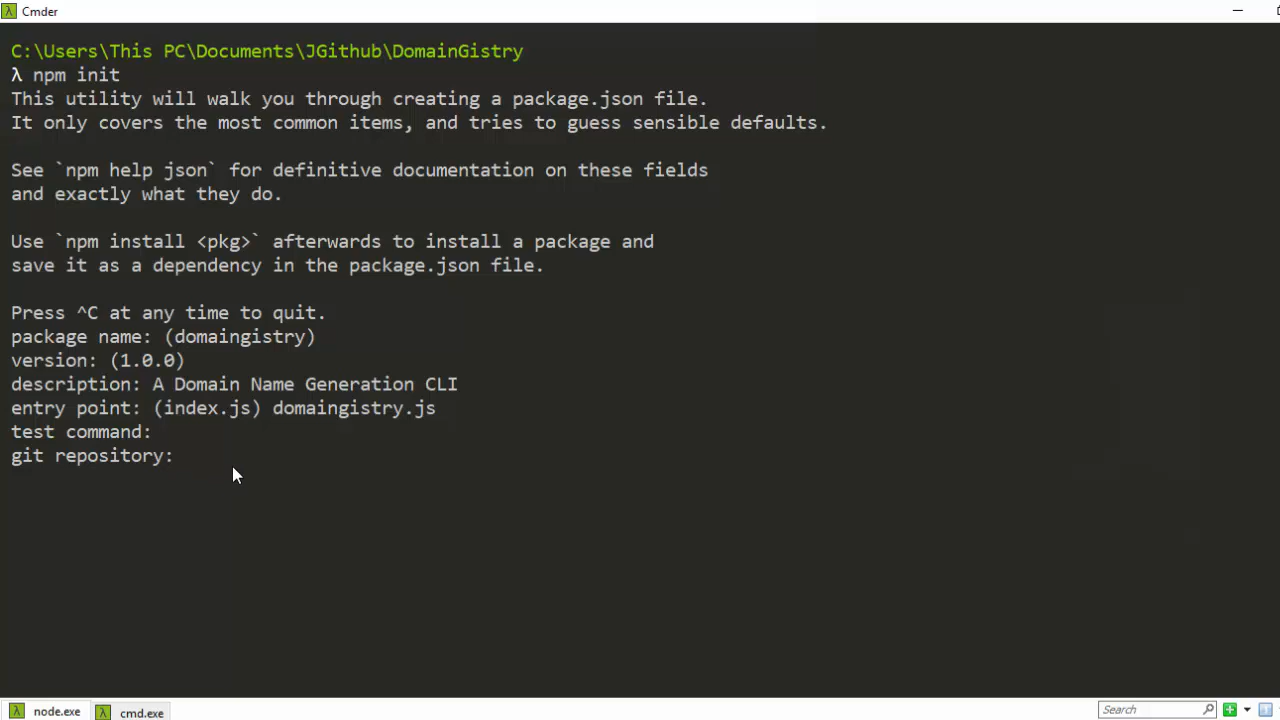 Cmder
C:\Users\This PC\Documents\JGithub\DomainGistry
λ npm init
This utility will walk you through creating a package.json file.
It only covers the most common items, and tries to guess sensible defaults.
See `npm help json` for definitive documentation on these fields
and exactly what they do.
Use `npm install <pkg>` afterwards to install a package and
save it as a dependency in the package.json file.
Press ^C at any time to quit.
package name: (domaingistry)
version: (1.0.0)
description: A Domain Name Generation CLI
entry point: (index.js) domaingistry.js
test command:
git repository:
node.exe cmd.exe Search